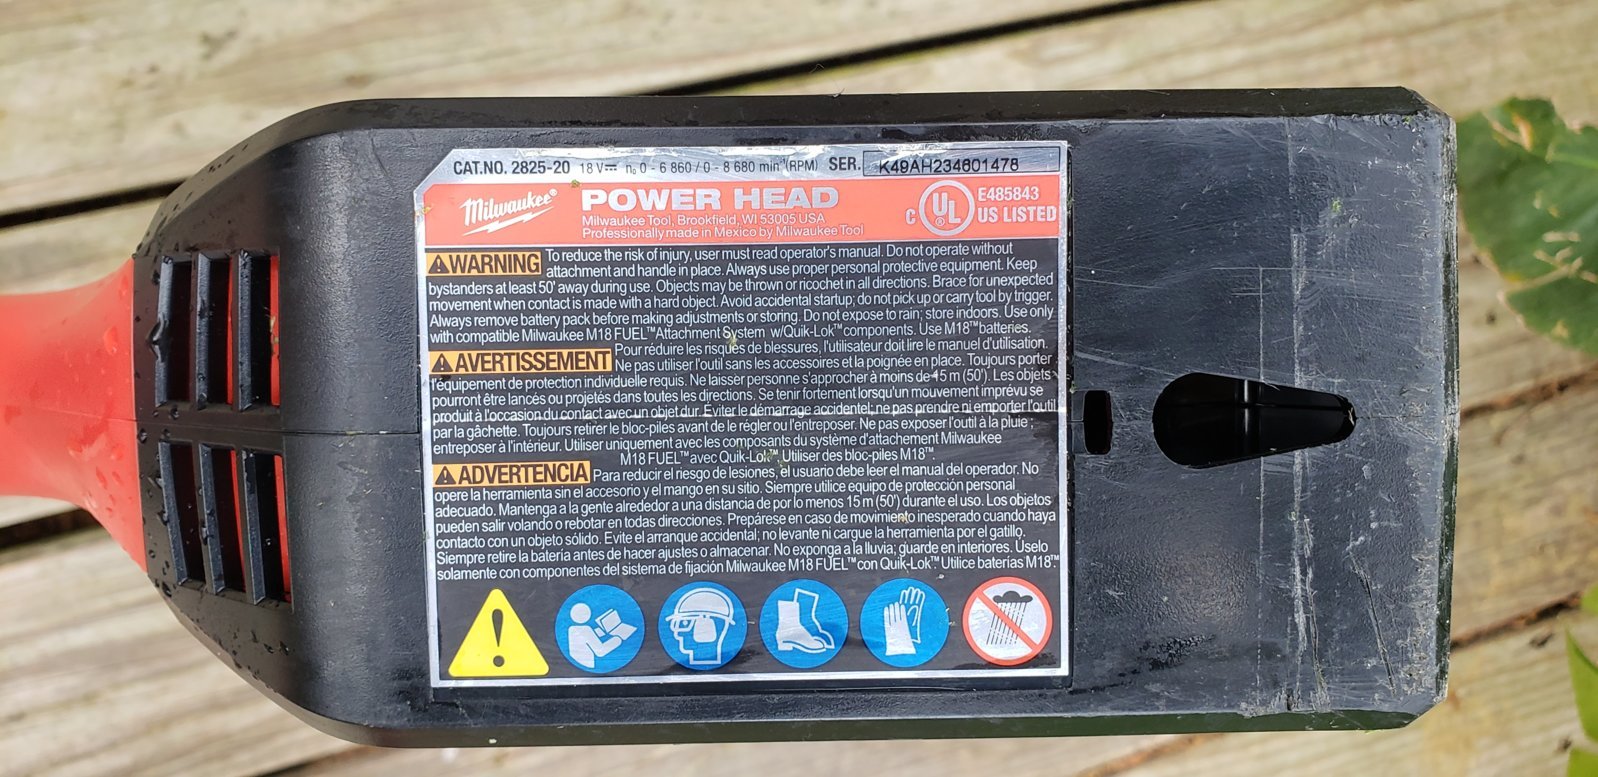 CAT.NO. 2825-20 18 V⎓ n₀ 0 - 6 860 / 0 - 8 680 min⁻¹(RPM) SER. K49AH234601478
Milwaukee® POWER HEAD
Milwaukee Tool, Brookfield, WI 53005 USA
Professionally made in Mexico by Milwaukee Tool
C UL® E485843
US LISTED
WARNING To reduce the risk of injury, user must read operator's manual. Do not operate without
attachment and handle in place. Always use proper personal protective equipment. Keep
bystanders at least 50' away during use. Objects may be thrown or ricochet in all directions. Brace for unexpected
movement when contact is made with a hard object. Avoid accidental startup; do not pick up or carry tool by trigger.
Always remove battery pack before making adjustments or storing. Do not expose to rain; store indoors. Use only
with compatible Milwaukee M18 FUEL™ Attachment System w/Quik-Lok™ components. Use M18™ batteries.
AVERTISSEMENT Pour réduire les risques de blessures, l'utilisateur doit lire le manuel d'utilisation.
Ne pas utiliser l'outil sans les accessoires et la poignée en place. Toujours porter
l'équipement de protection individuelle requis. Ne laisser personne s'approcher à moins de 15 m (50'). Les objets
pourront être lancés ou projetés dans toutes les directions. Se tenir fortement lorsqu'un mouvement imprévu se
produit à l'occasion du contact avec un objet dur. Éviter le démarrage accidentel; ne pas prendre ni emporter l'outil
par la gâchette. Toujours retirer le bloc-piles avant de le régler ou l'entreposer. Ne pas exposer l'outil à la pluie ;
entreposer à l'intérieur. Utiliser uniquement avec les composants du système d'attachement Milwaukee
M18 FUEL™ avec Quik-Lok™. Utiliser des bloc-piles M18™.
ADVERTENCIA Para reducir el riesgo de lesiones, el usuario debe leer el manual del operador. No
opere la herramienta sin el accesorio y el mango en su sitio. Siempre utilice equipo de protección personal
adecuado. Mantenga a la gente alrededor a una distancia de por lo menos 15 m (50') durante el uso. Los objetos
pueden salir volando o rebotar en todas direcciones. Prepárese en caso de movimiento inesperado cuando haya
contacto con un objeto sólido. Evite el arranque accidental; no levante ni cargue la herramienta por el gatillo.
Siempre retire la batería antes de hacer ajustes o almacenar. No exponga a la lluvia; guarde en interiores. Úselo
solamente con componentes del sistema de fijación Milwaukee M18 FUEL™ con Quik-Lok™. Utilice baterías M18™.